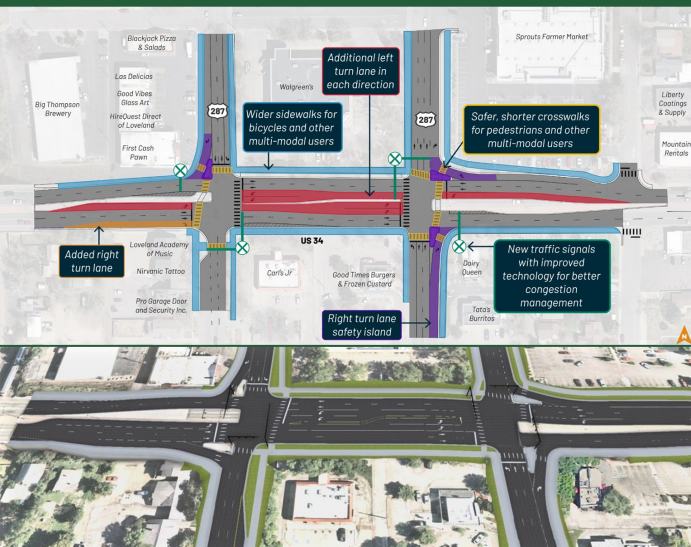 Blackjack Pizza
& Salads
Las Delicias
Good Vibes
Glass Art
HireQuest Direct
of Loveland
First Cash
Pawn
Big Thompson
Brewery
287
Walgreen's
Additional left
turn lane in
each direction
Wider sidewalks for
bicycles and other
multi-modal users
287
Sprouts Farmer Market
Safer, shorter crosswalks
for pedestrians and other
multi-modal users
Liberty
Coatings
& Supply
Mountain
Rentals
Added right
turn lane
Loveland Academy
of Music
Nirvanic Tattoo
Pro Garage Door
and Security Inc.
US 34
Carl's Jr
Good Times Burgers
& Frozen Custard
Right turn lane
safety island
Dairy
Queen
Tata's
Burritos
New traffic signals
with improved
technology for better
congestion
management
N